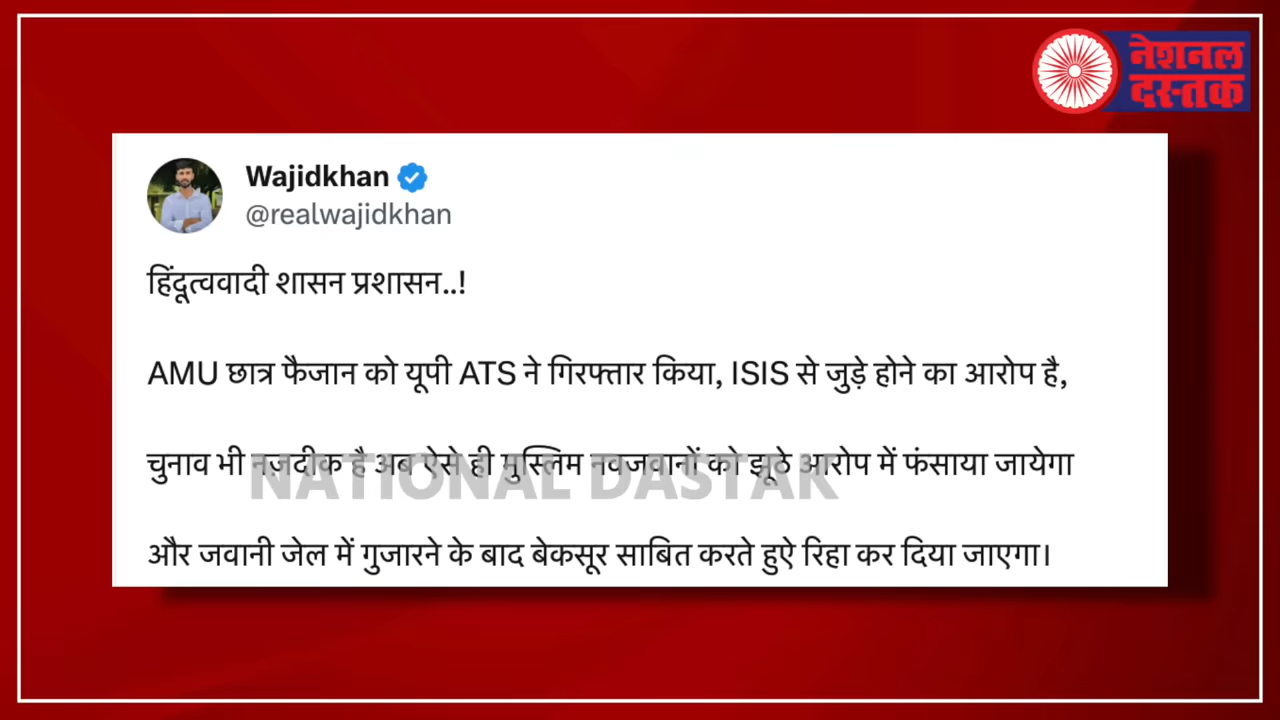 नेशनल
दस्तक
Wajidkhan
@realwajidkhan
हिंदूत्ववादी शासन प्रशासन..!
AMU छात्र फैजान को यूपी ATS ने गिरफ्तार किया, ISIS से जुड़े होने का आरोप है,
चुनाव भी नज़दीक है अब ऐसे ही मुस्लिम नवजवानों को झूठे आरोप में फंसाया जायेगा
NATIONAL DASTAK
और जवानी जेल में गुजारने के बाद बेकसूर साबित करते हुऐ रिहा कर दिया जाएगा।